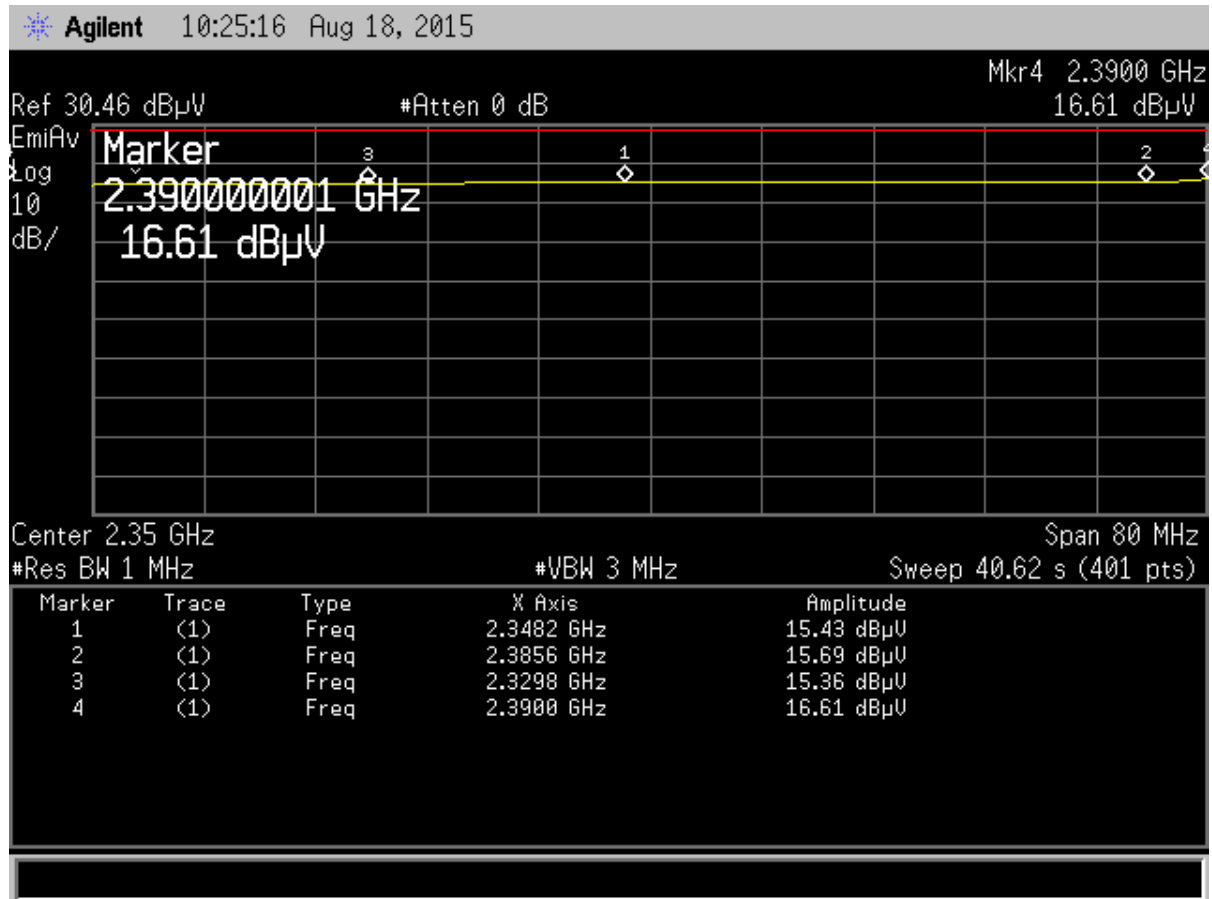 Agilent 10:25:16 Aug 18, 2015
Mkr4 2.3900 GHz
Ref 30.46 dBµV #Atten 0 dB 16.61 dBµV
EmiAv
Log
10
dB/
Marker
2.390000001 GHz
16.61 dBµV
3 1 2
Center 2.35 GHz Span 80 MHz
#Res BW 1 MHz #VBW 3 MHz Sweep 40.62 s (401 pts)
Marker Trace Type X Axis Amplitude
1 (1) Freq 2.3482 GHz 15.43 dBµV
2 (1) Freq 2.3856 GHz 15.69 dBµV
3 (1) Freq 2.3298 GHz 15.36 dBµV
4 (1) Freq 2.3900 GHz 16.61 dBµV